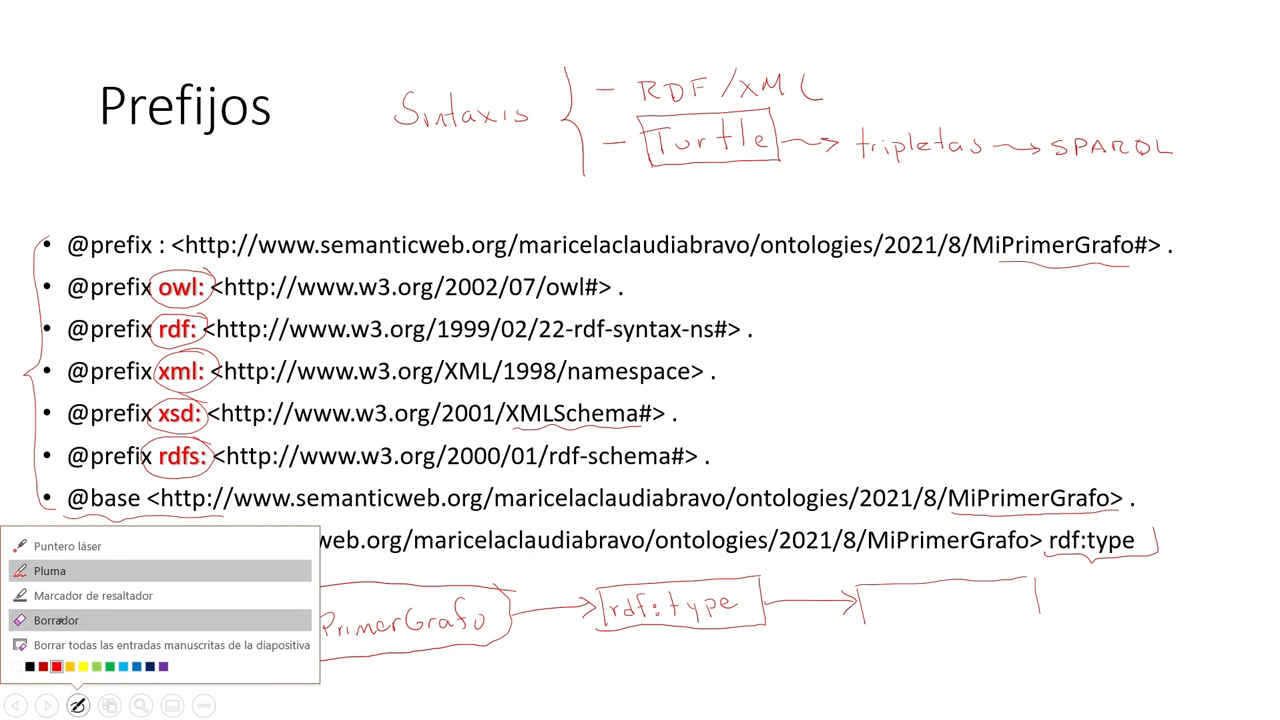 Prefijos
Sintaxis
- RDF/XML
- Turtle tripletas SPARQL
• @prefix : <http://www.semanticweb.org/maricelaclaudiabravo/ontologies/2021/8/MiPrimerGrafo#> .
• @prefix owl: <http://www.w3.org/2002/07/owl#> .
• @prefix rdf: <http://www.w3.org/1999/02/22-rdf-syntax-ns#> .
• @prefix xml: <http://www.w3.org/XML/1998/namespace> .
• @prefix xsd: <http://www.w3.org/2001/XMLSchema#> .
• @prefix rdfs: <http://www.w3.org/2000/01/rdf-schema#> .
• @base <http://www.semanticweb.org/maricelaclaudiabravo/ontologies/2021/8/MiPrimerGrafo> .
web.org/maricelaclaudiabravo/ontologies/2021/8/MiPrimerGrafo> rdf:type
PrimerGrafo rdf:type
Puntero láser
Pluma
Marcador de resaltador
Borrador
Borrar todas las entradas manuscritas de la diapositiva